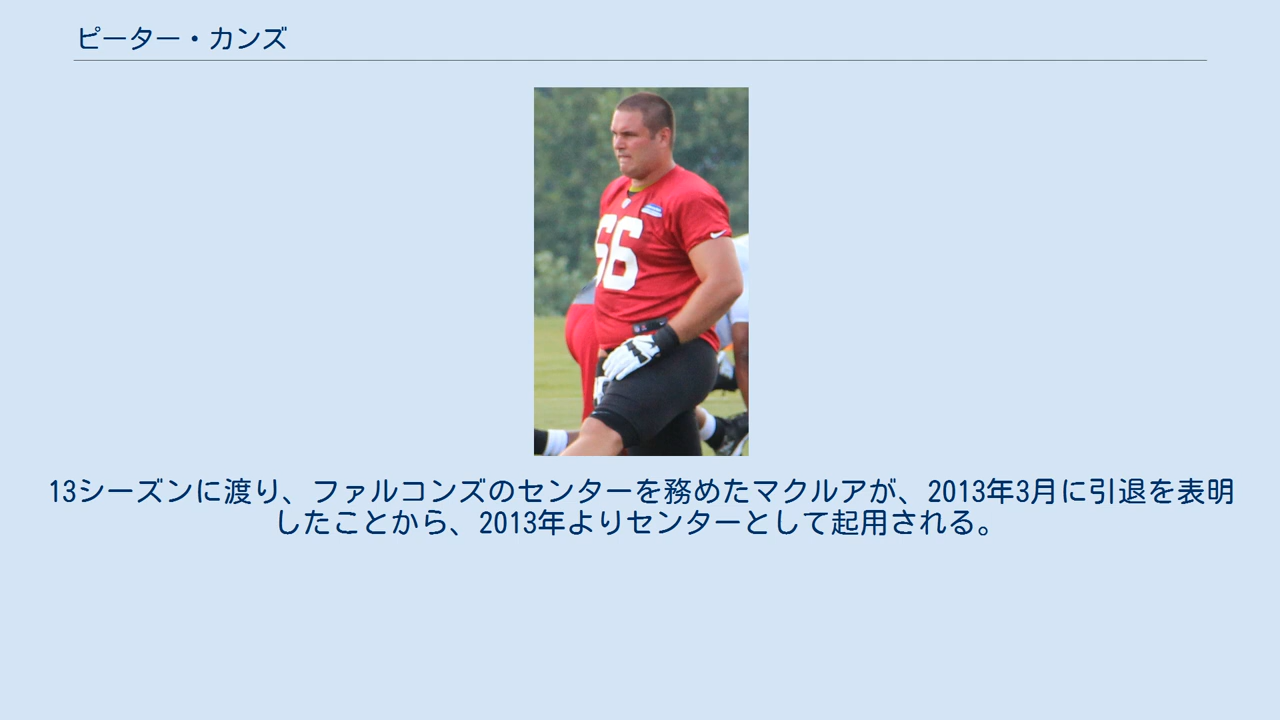 ピーター・カンズ
66
13シーズンに渡り、ファルコンズのセンターを務めたマクルアが、2013年3月に引退を表明
したことから、2013年よりセンターとして起用される。